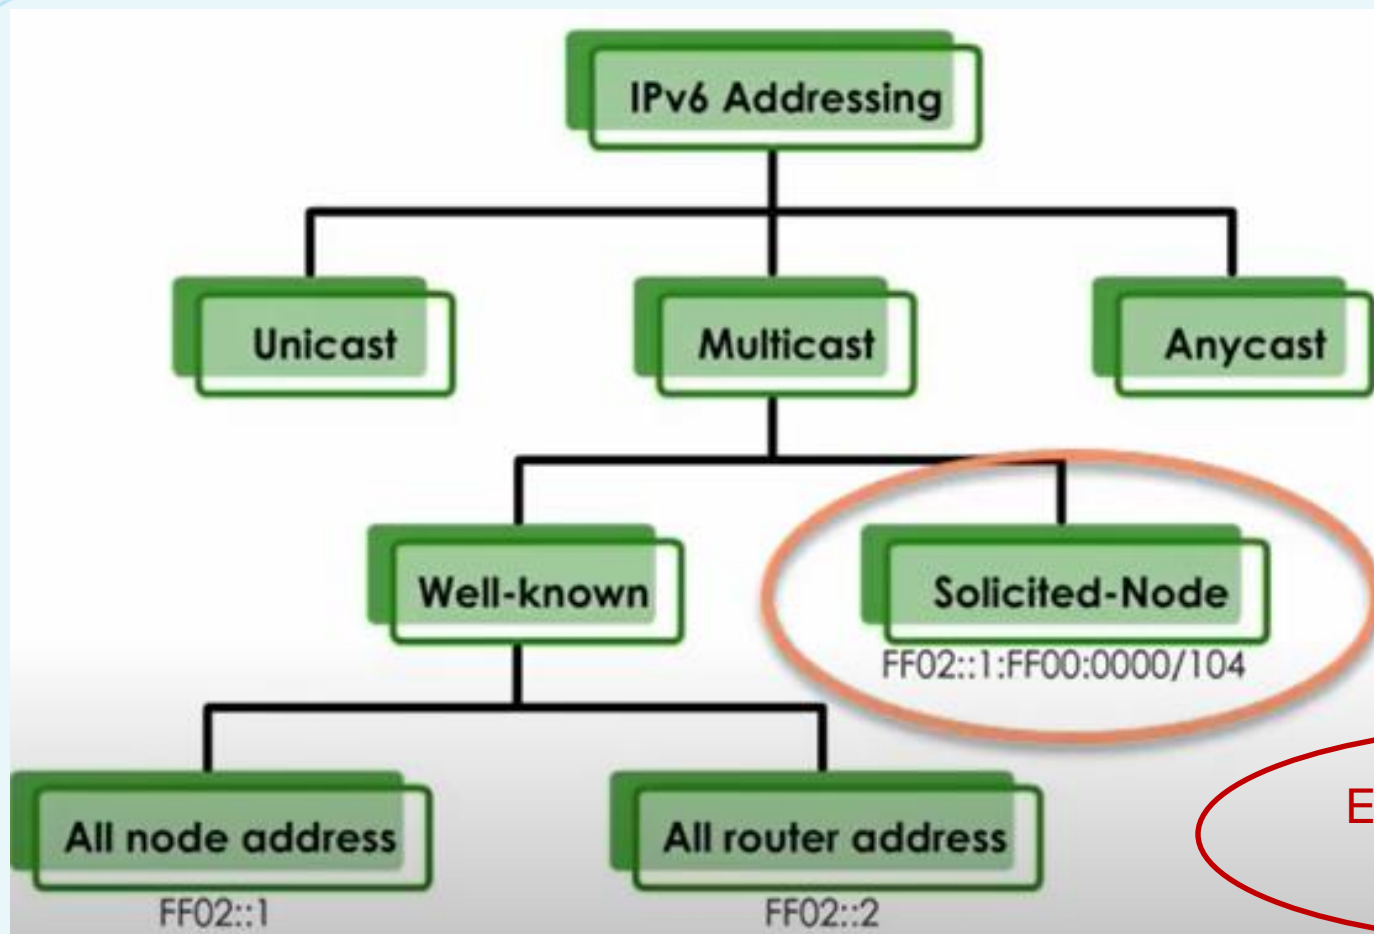 IPv6 Addressing
Unicast
Multicast
Anycast
Well-known
Solicited-Node
FF02::1:FF00:0000/104
All node address
All router address
FF02::1
FF02::2